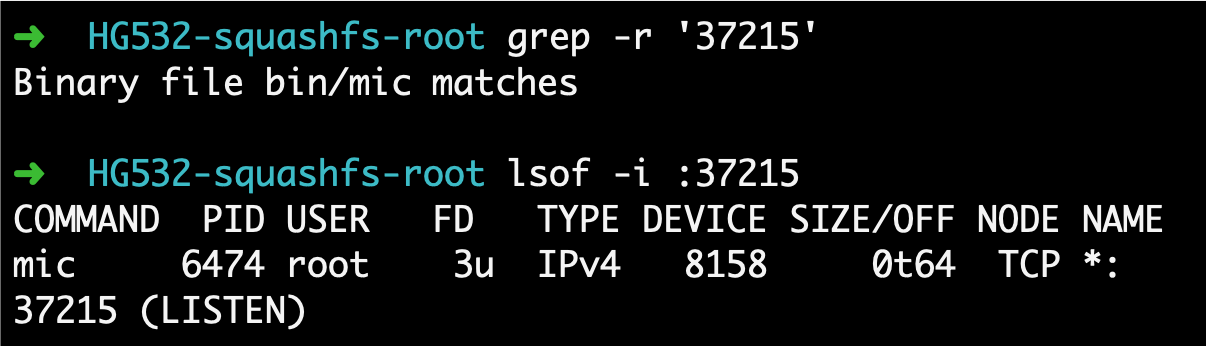 ➜ HG532-squashfs-root grep -r '37215'
Binary file bin/mic matches
➜ HG532-squashfs-root lsof -i :37215
COMMAND PID USER FD TYPE DEVICE SIZE/OFF NODE NAME
mic 6474 root 3u IPv4 8158 0t64 TCP *:
37215 (LISTEN)